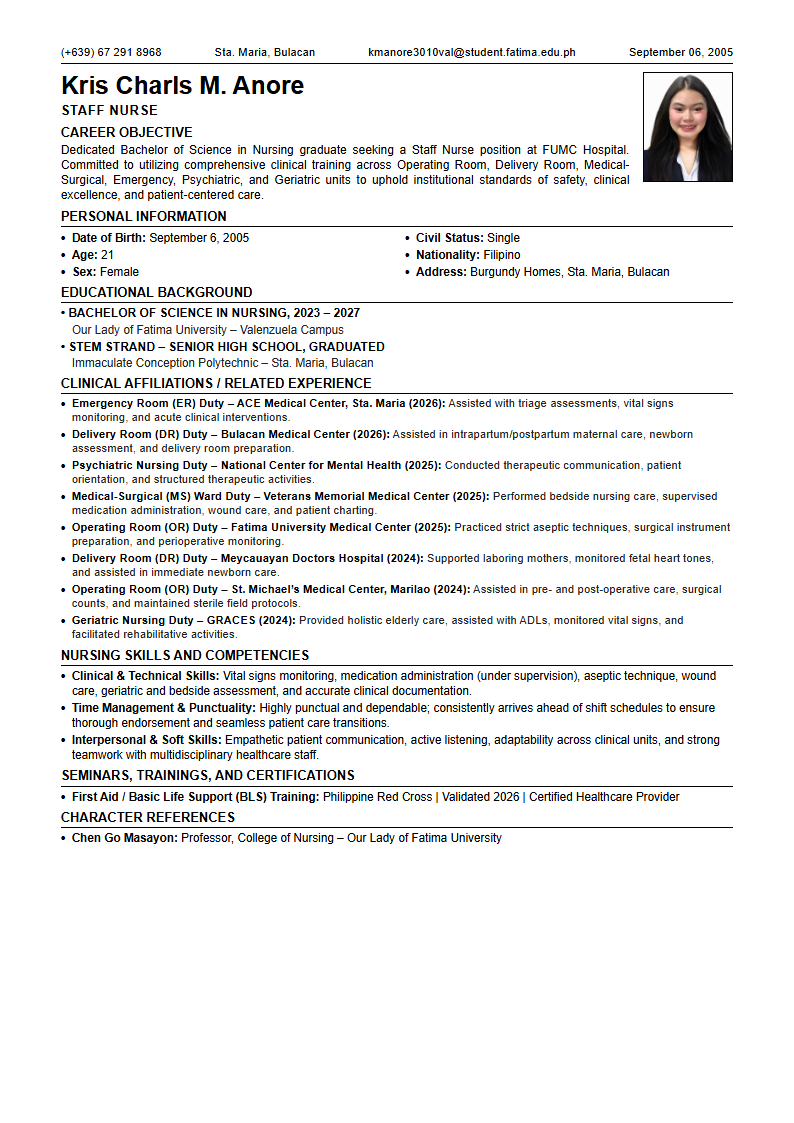 (+639) 67 291 8968 Sta. Maria, Bulacan kmanore3010val@student.fatima.edu.ph September 06, 2005
Kris Charls M. Anore
STAFF NURSE
CAREER OBJECTIVE
Dedicated Bachelor of Science in Nursing graduate seeking a Staff Nurse position at FUMC Hospital.
Committed to utilizing comprehensive clinical training across Operating Room, Delivery Room, Medical-
Surgical, Emergency, Psychiatric, and Geriatric units to uphold institutional standards of safety, clinical
excellence, and patient-centered care.
PERSONAL INFORMATION
• Date of Birth: September 6, 2005
• Age: 21
• Sex: Female
• Civil Status: Single
• Nationality: Filipino
• Address: Burgundy Homes, Sta. Maria, Bulacan
EDUCATIONAL BACKGROUND
• BACHELOR OF SCIENCE IN NURSING, 2023 – 2027
Our Lady of Fatima University – Valenzuela Campus
• STEM STRAND – SENIOR HIGH SCHOOL, GRADUATED
Immaculate Conception Polytechnic – Sta. Maria, Bulacan
CLINICAL AFFILIATIONS / RELATED EXPERIENCE
• Emergency Room (ER) Duty – ACE Medical Center, Sta. Maria (2026): Assisted with triage assessments, vital signs
monitoring, and acute clinical interventions.
• Delivery Room (DR) Duty – Bulacan Medical Center (2026): Assisted in intrapartum/postpartum maternal care, newborn
assessment, and delivery room preparation.
• Psychiatric Nursing Duty – National Center for Mental Health (2025): Conducted therapeutic communication, patient
orientation, and structured therapeutic activities.
• Medical-Surgical (MS) Ward Duty – Veterans Memorial Medical Center (2025): Performed bedside nursing care, supervised
medication administration, wound care, and patient charting.
• Operating Room (OR) Duty – Fatima University Medical Center (2025): Practiced strict aseptic techniques, surgical instrument
preparation, and perioperative monitoring.
• Delivery Room (DR) Duty – Meycauayan Doctors Hospital (2024): Supported laboring mothers, monitored fetal heart tones,
and assisted in immediate newborn care.
• Operating Room (OR) Duty – St. Michael’s Medical Center, Marilao (2024): Assisted in pre- and post-operative care, surgical
counts, and maintained sterile field protocols.
• Geriatric Nursing Duty – GRACES (2024): Provided holistic elderly care, assisted with ADLs, monitored vital signs, and
facilitated rehabilitative activities.
NURSING SKILLS AND COMPETENCIES
• Clinical & Technical Skills: Vital signs monitoring, medication administration (under supervision), aseptic technique, wound
care, geriatric and bedside assessment, and accurate clinical documentation.
• Time Management & Punctuality: Highly punctual and dependable; consistently arrives ahead of shift schedules to ensure
thorough endorsement and seamless patient care transitions.
• Interpersonal & Soft Skills: Empathetic patient communication, active listening, adaptability across clinical units, and strong
teamwork with multidisciplinary healthcare staff.
SEMINARS, TRAININGS, AND CERTIFICATIONS
• First Aid / Basic Life Support (BLS) Training: Philippine Red Cross | Validated 2026 | Certified Healthcare Provider
CHARACTER REFERENCES
• Chen Go Masayon: Professor, College of Nursing – Our Lady of Fatima University